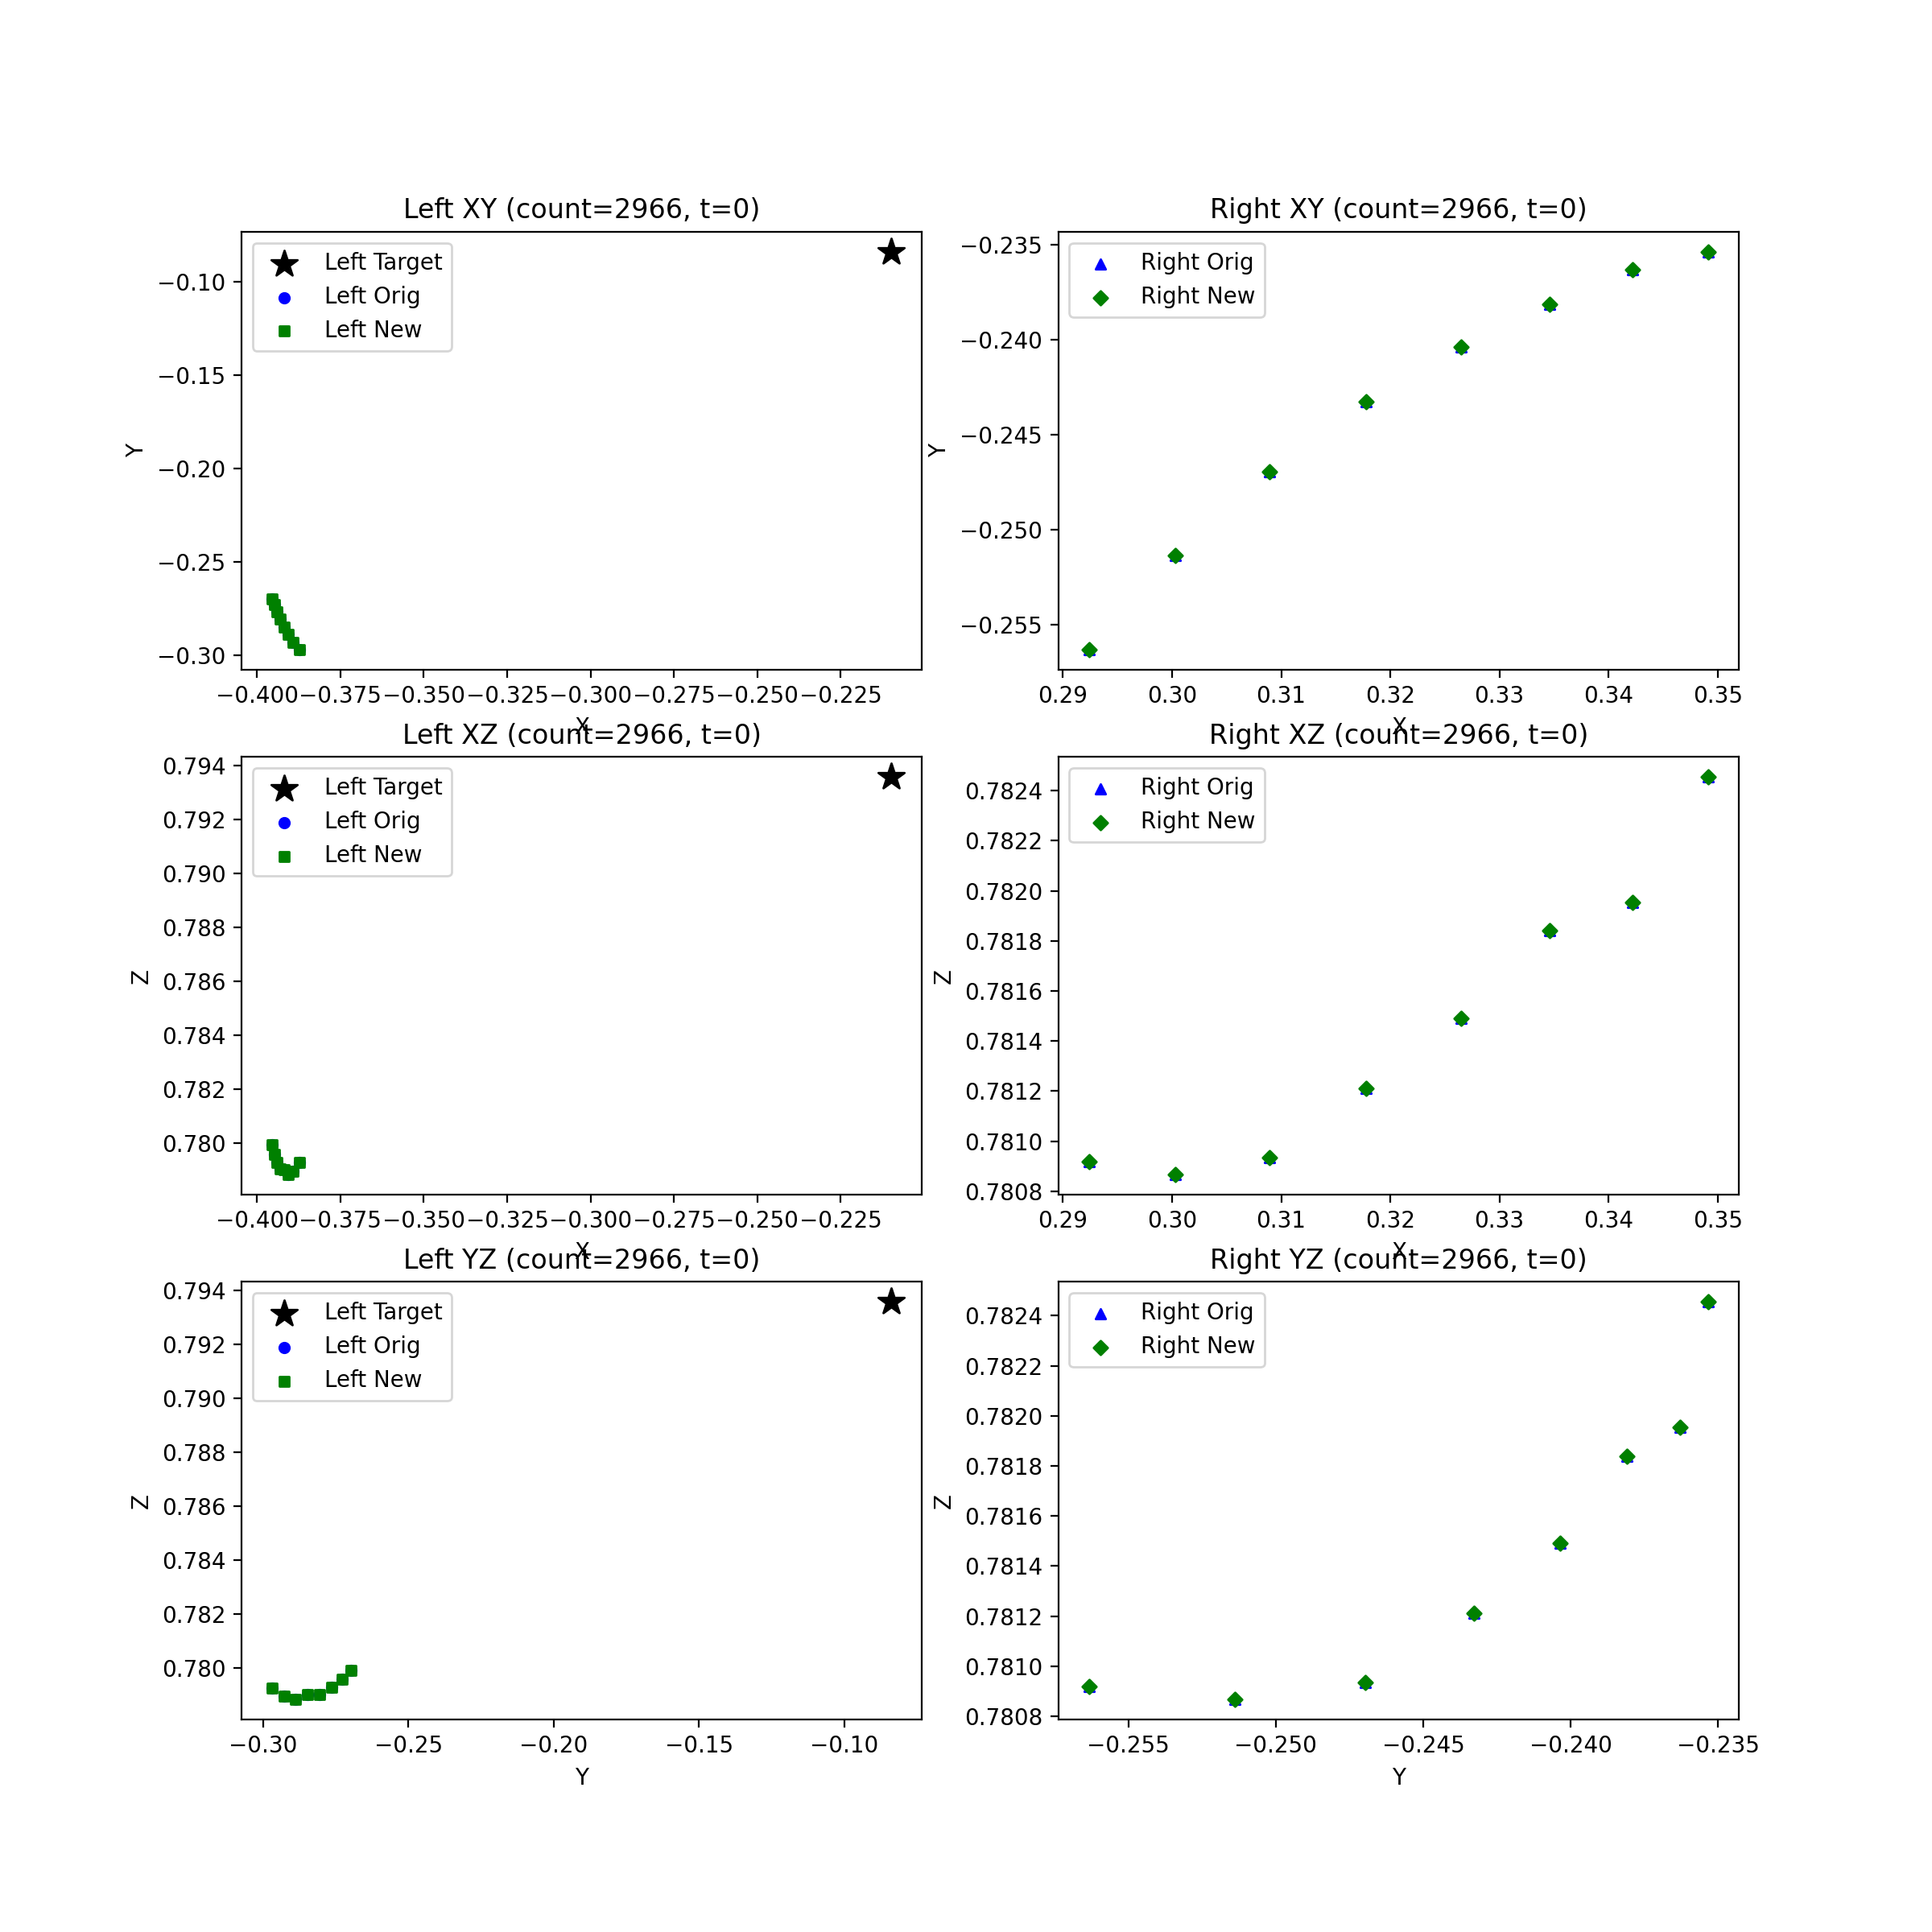 Left XY (count=2966, t=0)
Left Target
Left Orig
Left New
−0.10
−0.15
−0.20
−0.25
−0.30
Y
−0.400 −0.375 −0.350 −0.325 −0.300 −0.275 −0.250 −0.225
X
Right XY (count=2966, t=0)
Right Orig
Right New
−0.235
−0.240
−0.245
−0.250
−0.255
Y
0.29 0.30 0.31 0.32 0.33 0.34 0.35
X
Left XZ (count=2966, t=0)
Left Target
Left Orig
Left New
0.794
0.792
0.790
0.788
0.786
0.784
0.782
0.780
Z
−0.400 −0.375 −0.350 −0.325 −0.300 −0.275 −0.250 −0.225
X
Right XZ (count=2966, t=0)
Right Orig
Right New
0.7824
0.7822
0.7820
0.7818
0.7816
0.7814
0.7812
0.7810
0.7808
Z
0.29 0.30 0.31 0.32 0.33 0.34 0.35
X
Left YZ (count=2966, t=0)
Left Target
Left Orig
Left New
0.794
0.792
0.790
0.788
0.786
0.784
0.782
0.780
Z
−0.30 −0.25 −0.20 −0.15 −0.10
Y
Right YZ (count=2966, t=0)
Right Orig
Right New
0.7824
0.7822
0.7820
0.7818
0.7816
0.7814
0.7812
0.7810
0.7808
Z
−0.255 −0.250 −0.245 −0.240 −0.235
Y